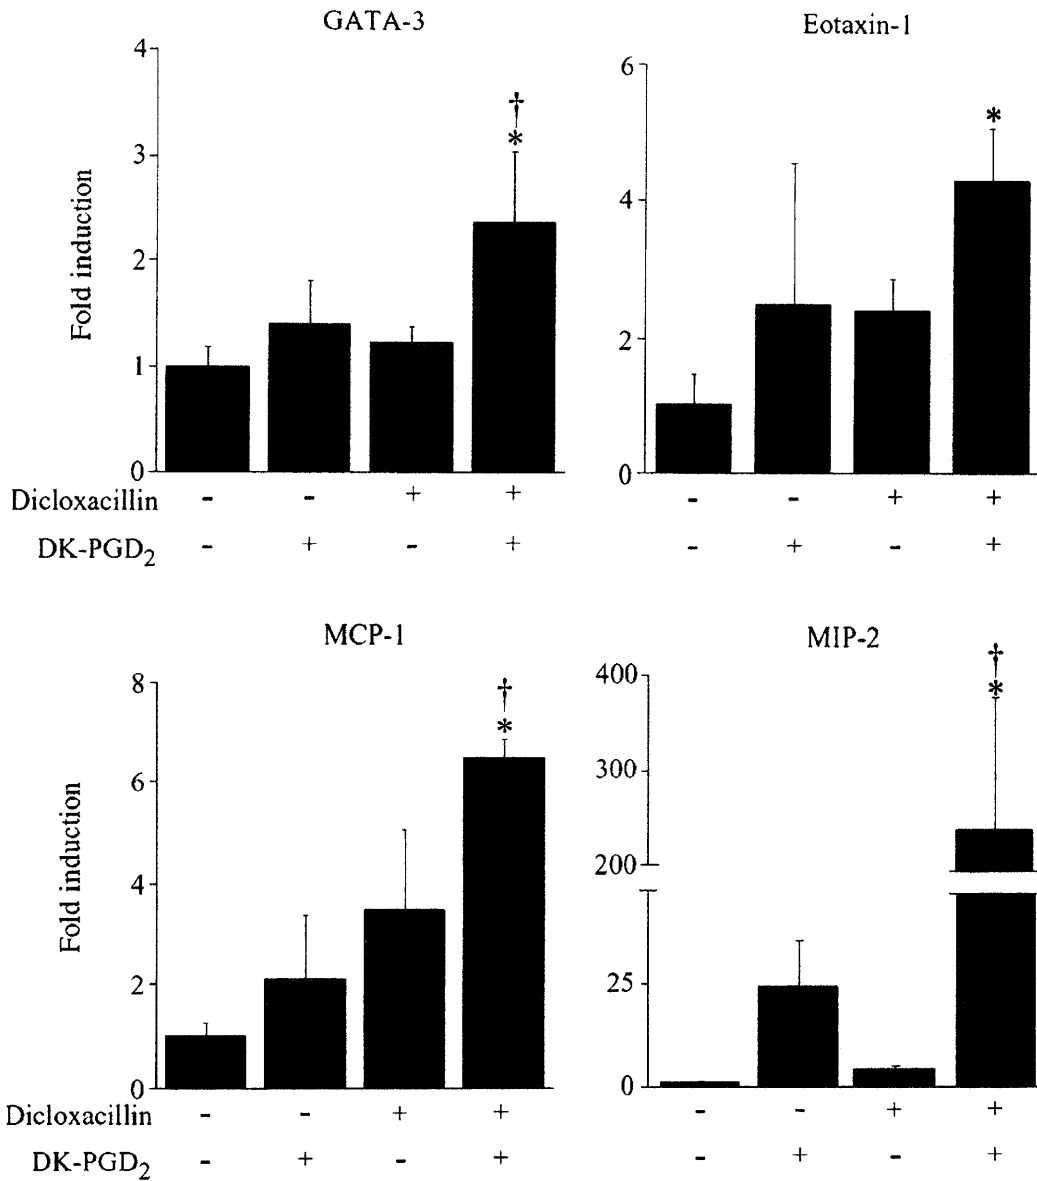 GATA-3
4
3
2
1
0
Fold induction
†
*
Dicloxacillin - - + +
DK-PGD2 - + - +
Eotaxin-1
6
4
2
0
*
- - + +
- + - +
MCP-1
8
6
4
2
0
Fold induction
†
*
Dicloxacillin - - + +
DK-PGD2 - + - +
MIP-2
400
300
200
25
0
†
*
- - + +
- + - +